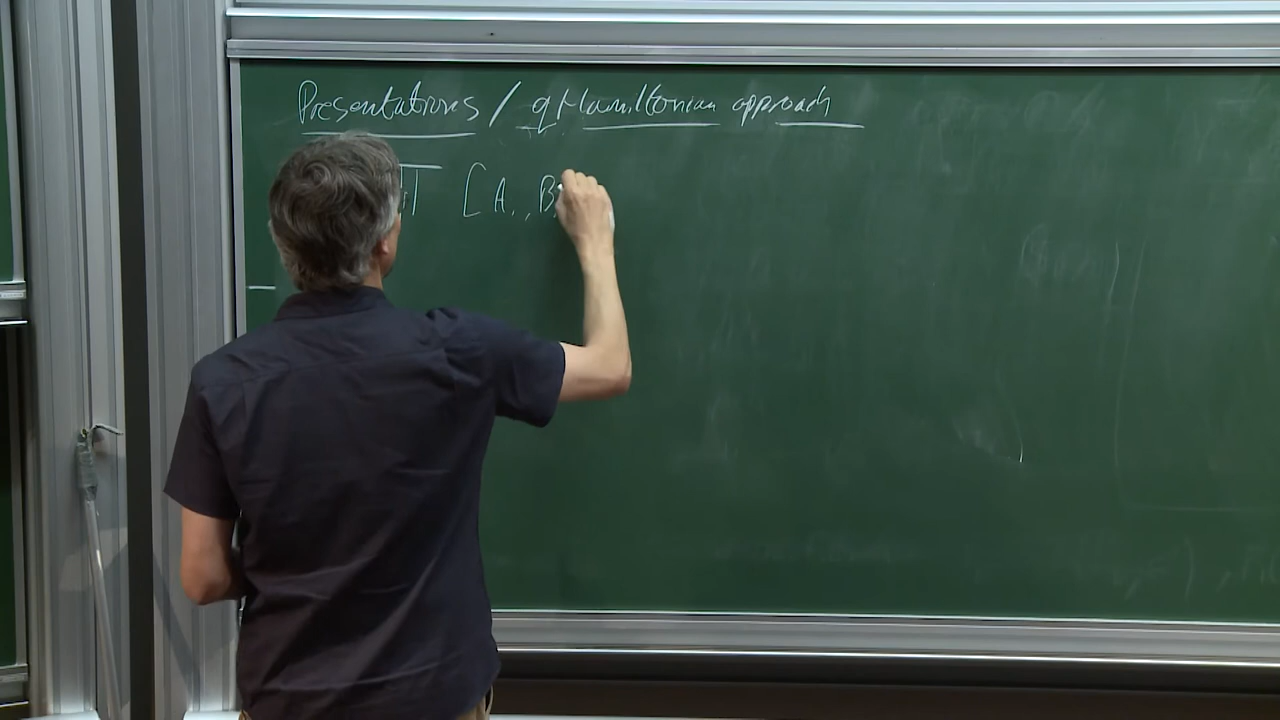 Presentations / qHamiltonian approach
π [A, , B